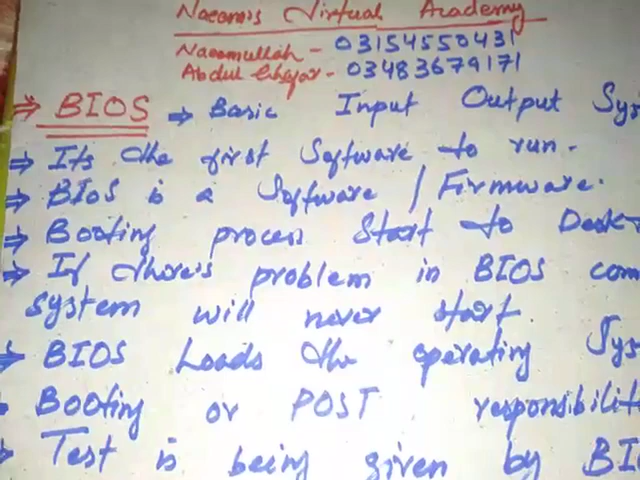 Naeem's Virtual Academy
Naeemullah - 03154550431
Abdul Ghafar - 03483679171
⇒ BIOS ⇒ Basic Input Output Sys
⇒ Its the first Software to run.
⇒ BIOS is a Software / Firmware.
⇒ Booting process Start to Desk
⇒ If there's problem in BIOS com
system will never start.
⇒ BIOS Loads the operating Sys
Booting or POST responsibilit
Test is being given by BI